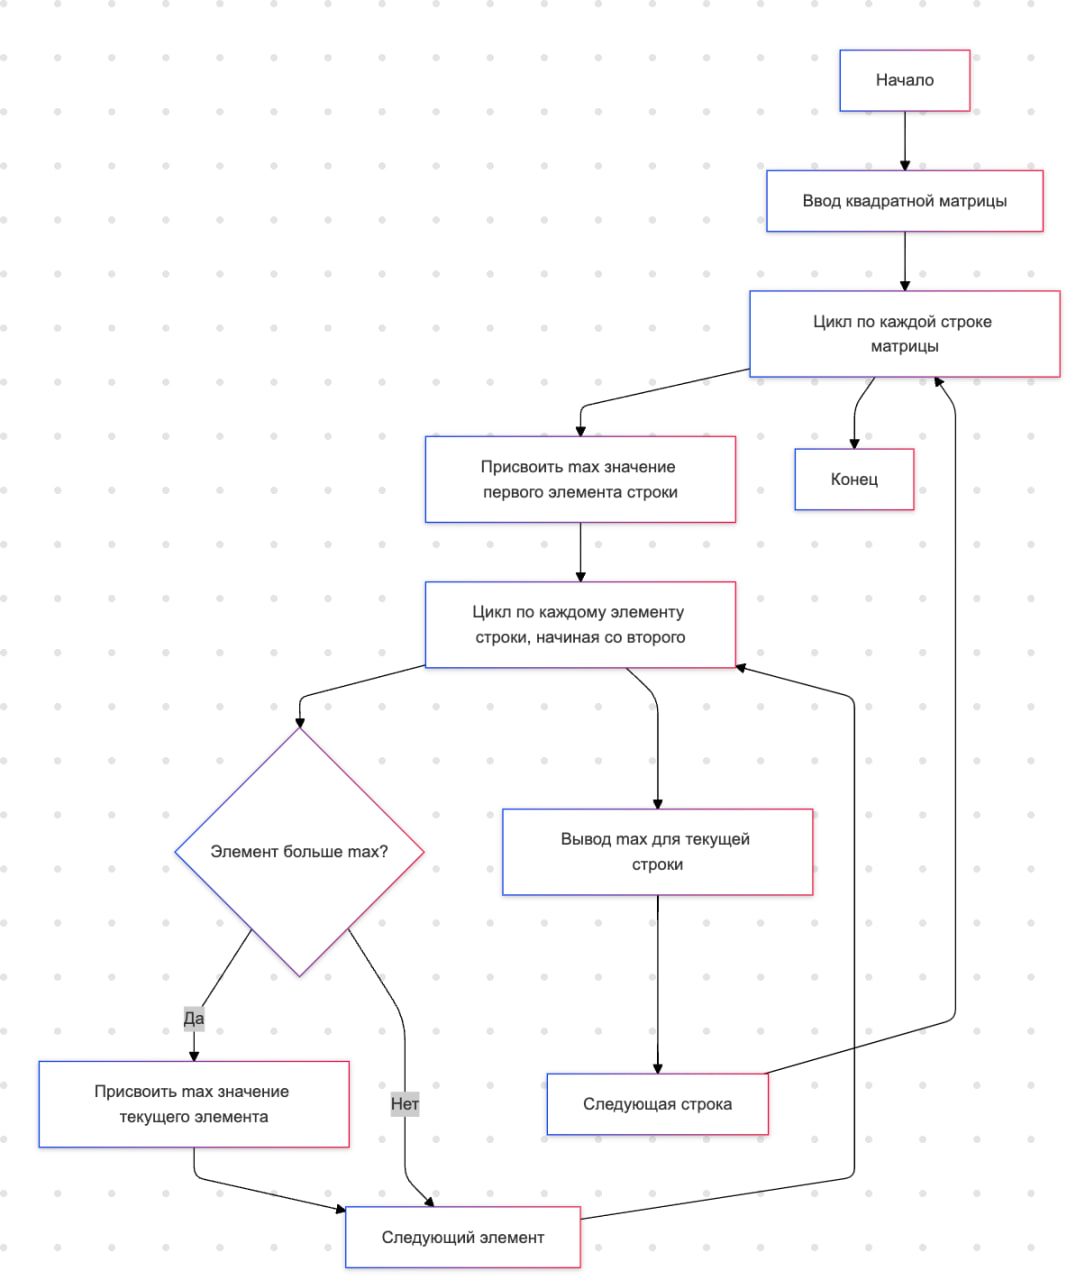 Начало
Ввод квадратной матрицы
Цикл по каждой строке
матрицы
Присвоить max значение
первого элемента строки
Конец
Цикл по каждому элементу
строки, начиная со второго
Элемент больше max?
Вывод max для текущей
строки
Да
Присвоить max значение
текущего элемента
Нет
Следующая строка
Следующий элемент